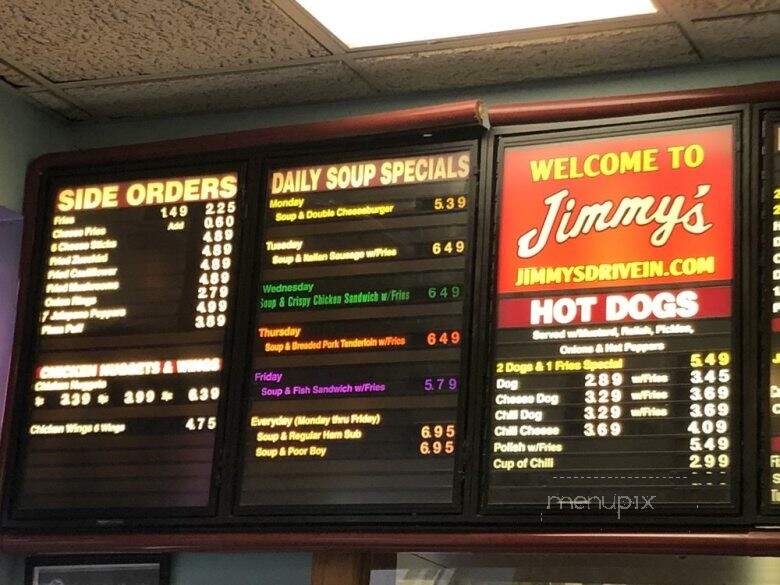 SIDE ORDERS
Fries 1.49 2.25
Cheese Fries Add 0.60
6 Cheese Sticks 4.89
Fried Zucchini 4.89
Fried Cauliflower 4.89
Fried Mushrooms 4.89
Onion Rings 2.79
7 Jalapeno Poppers 4.99
Pizza Puff 3.89
CHICKEN NUGGETS & WINGS
Chicken Nuggets
3.39 3.99 6.39
Chicken Wings 6 Wings 4.75
DAILY SOUP SPECIALS
Monday
Soup & Double Cheeseburger 5.39
Tuesday
Soup & Italian Sausage w/Fries 6.49
Wednesday
Soup & Crispy Chicken Sandwich w/Fries 6.49
Thursday
Soup & Breaded Pork Tenderloin w/Fries 6.49
Friday
Soup & Fish Sandwich w/Fries 5.79
Everyday (Monday thru Friday)
Soup & Regular Ham Sub 6.95
Soup & Poor Boy 6.95
WELCOME TO
Jimmy's
JIMMYSDRIVEIN.COM
HOT DOGS
Served w/Mustard, Relish, Pickles,
Onions & Hot Peppers
2 Dogs & 1 Fries Special 5.49
Dog 2.89 w/Fries 3.45
Cheese Dog 3.29 w/Fries 3.69
Chili Dog 3.29 w/Fries 3.69
Chili Cheese 3.69 4.09
Polish w/Fries 5.49
Cup of Chili 2.99
menupix